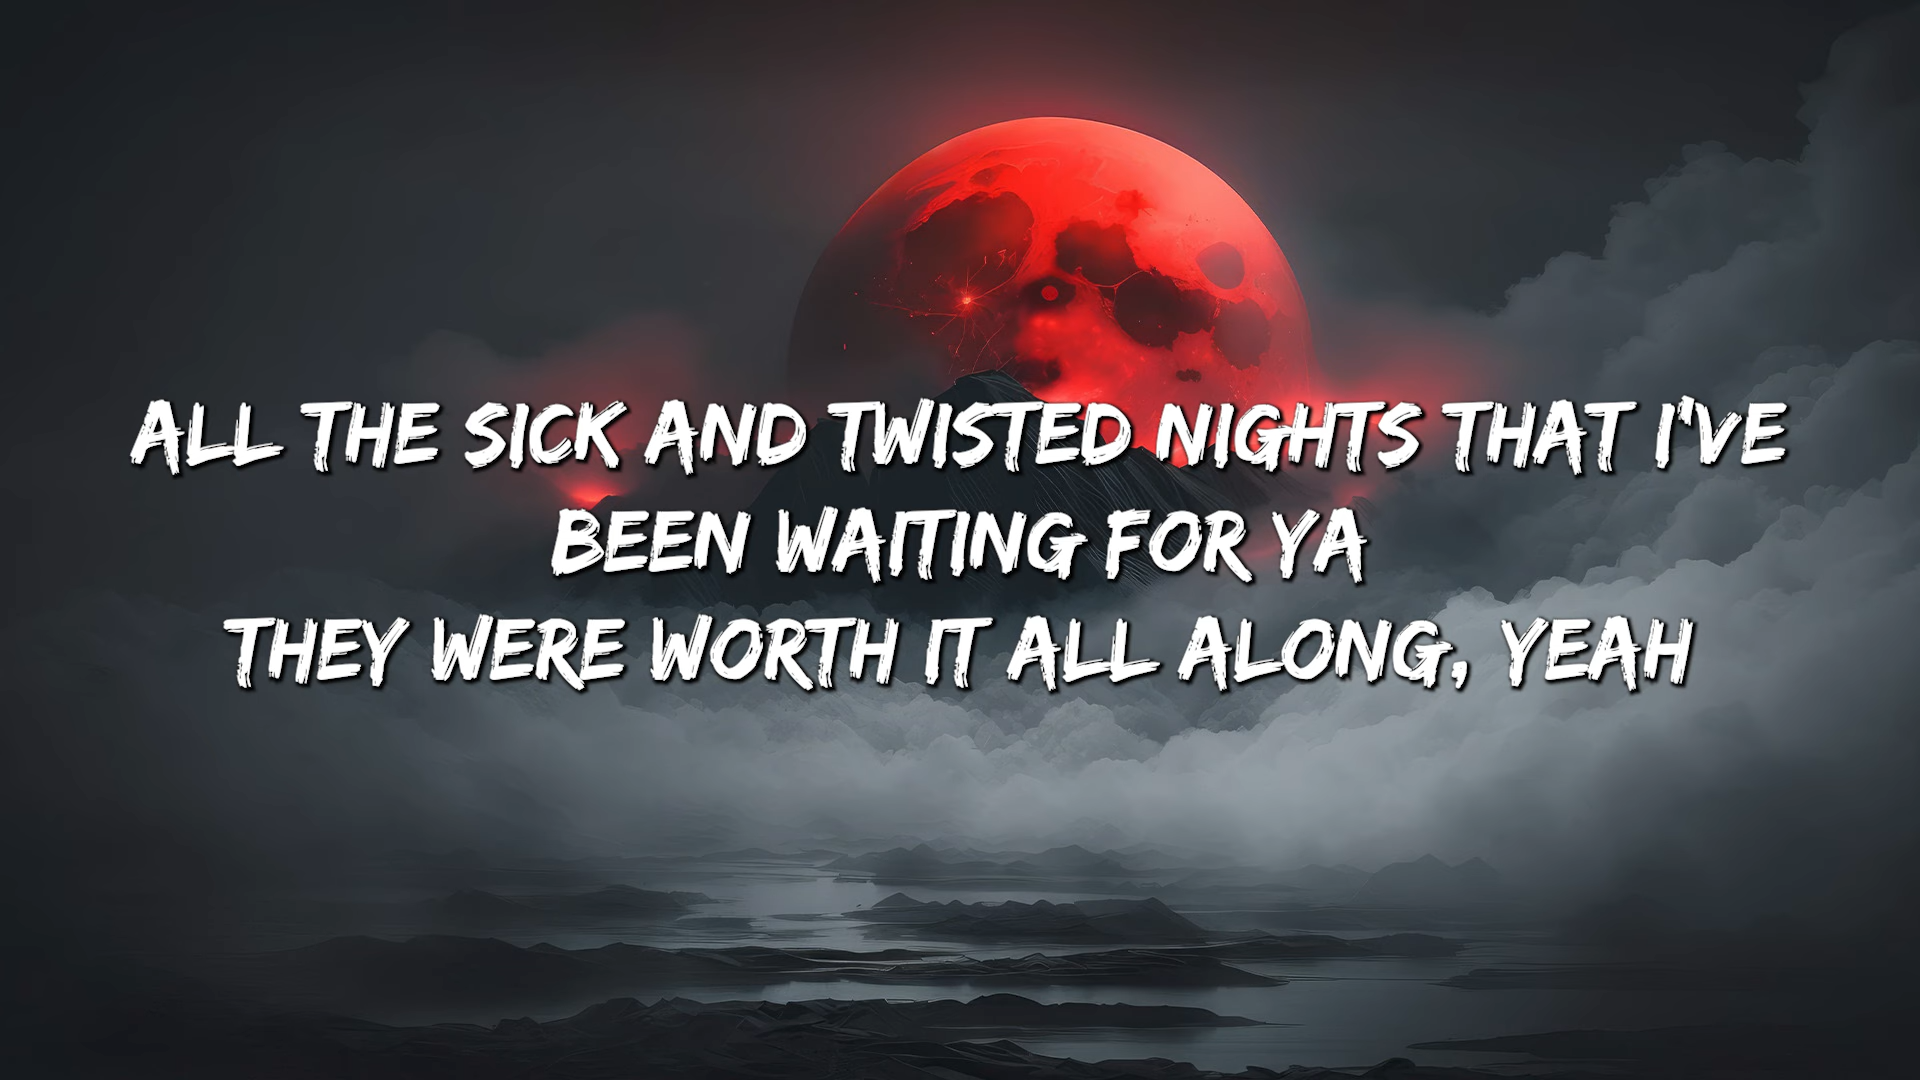 ALL THE SICK AND TWISTED NIGHTS THAT I'VE
BEEN WAITING FOR YA
THEY WERE WORTH IT ALL ALONG, YEAH